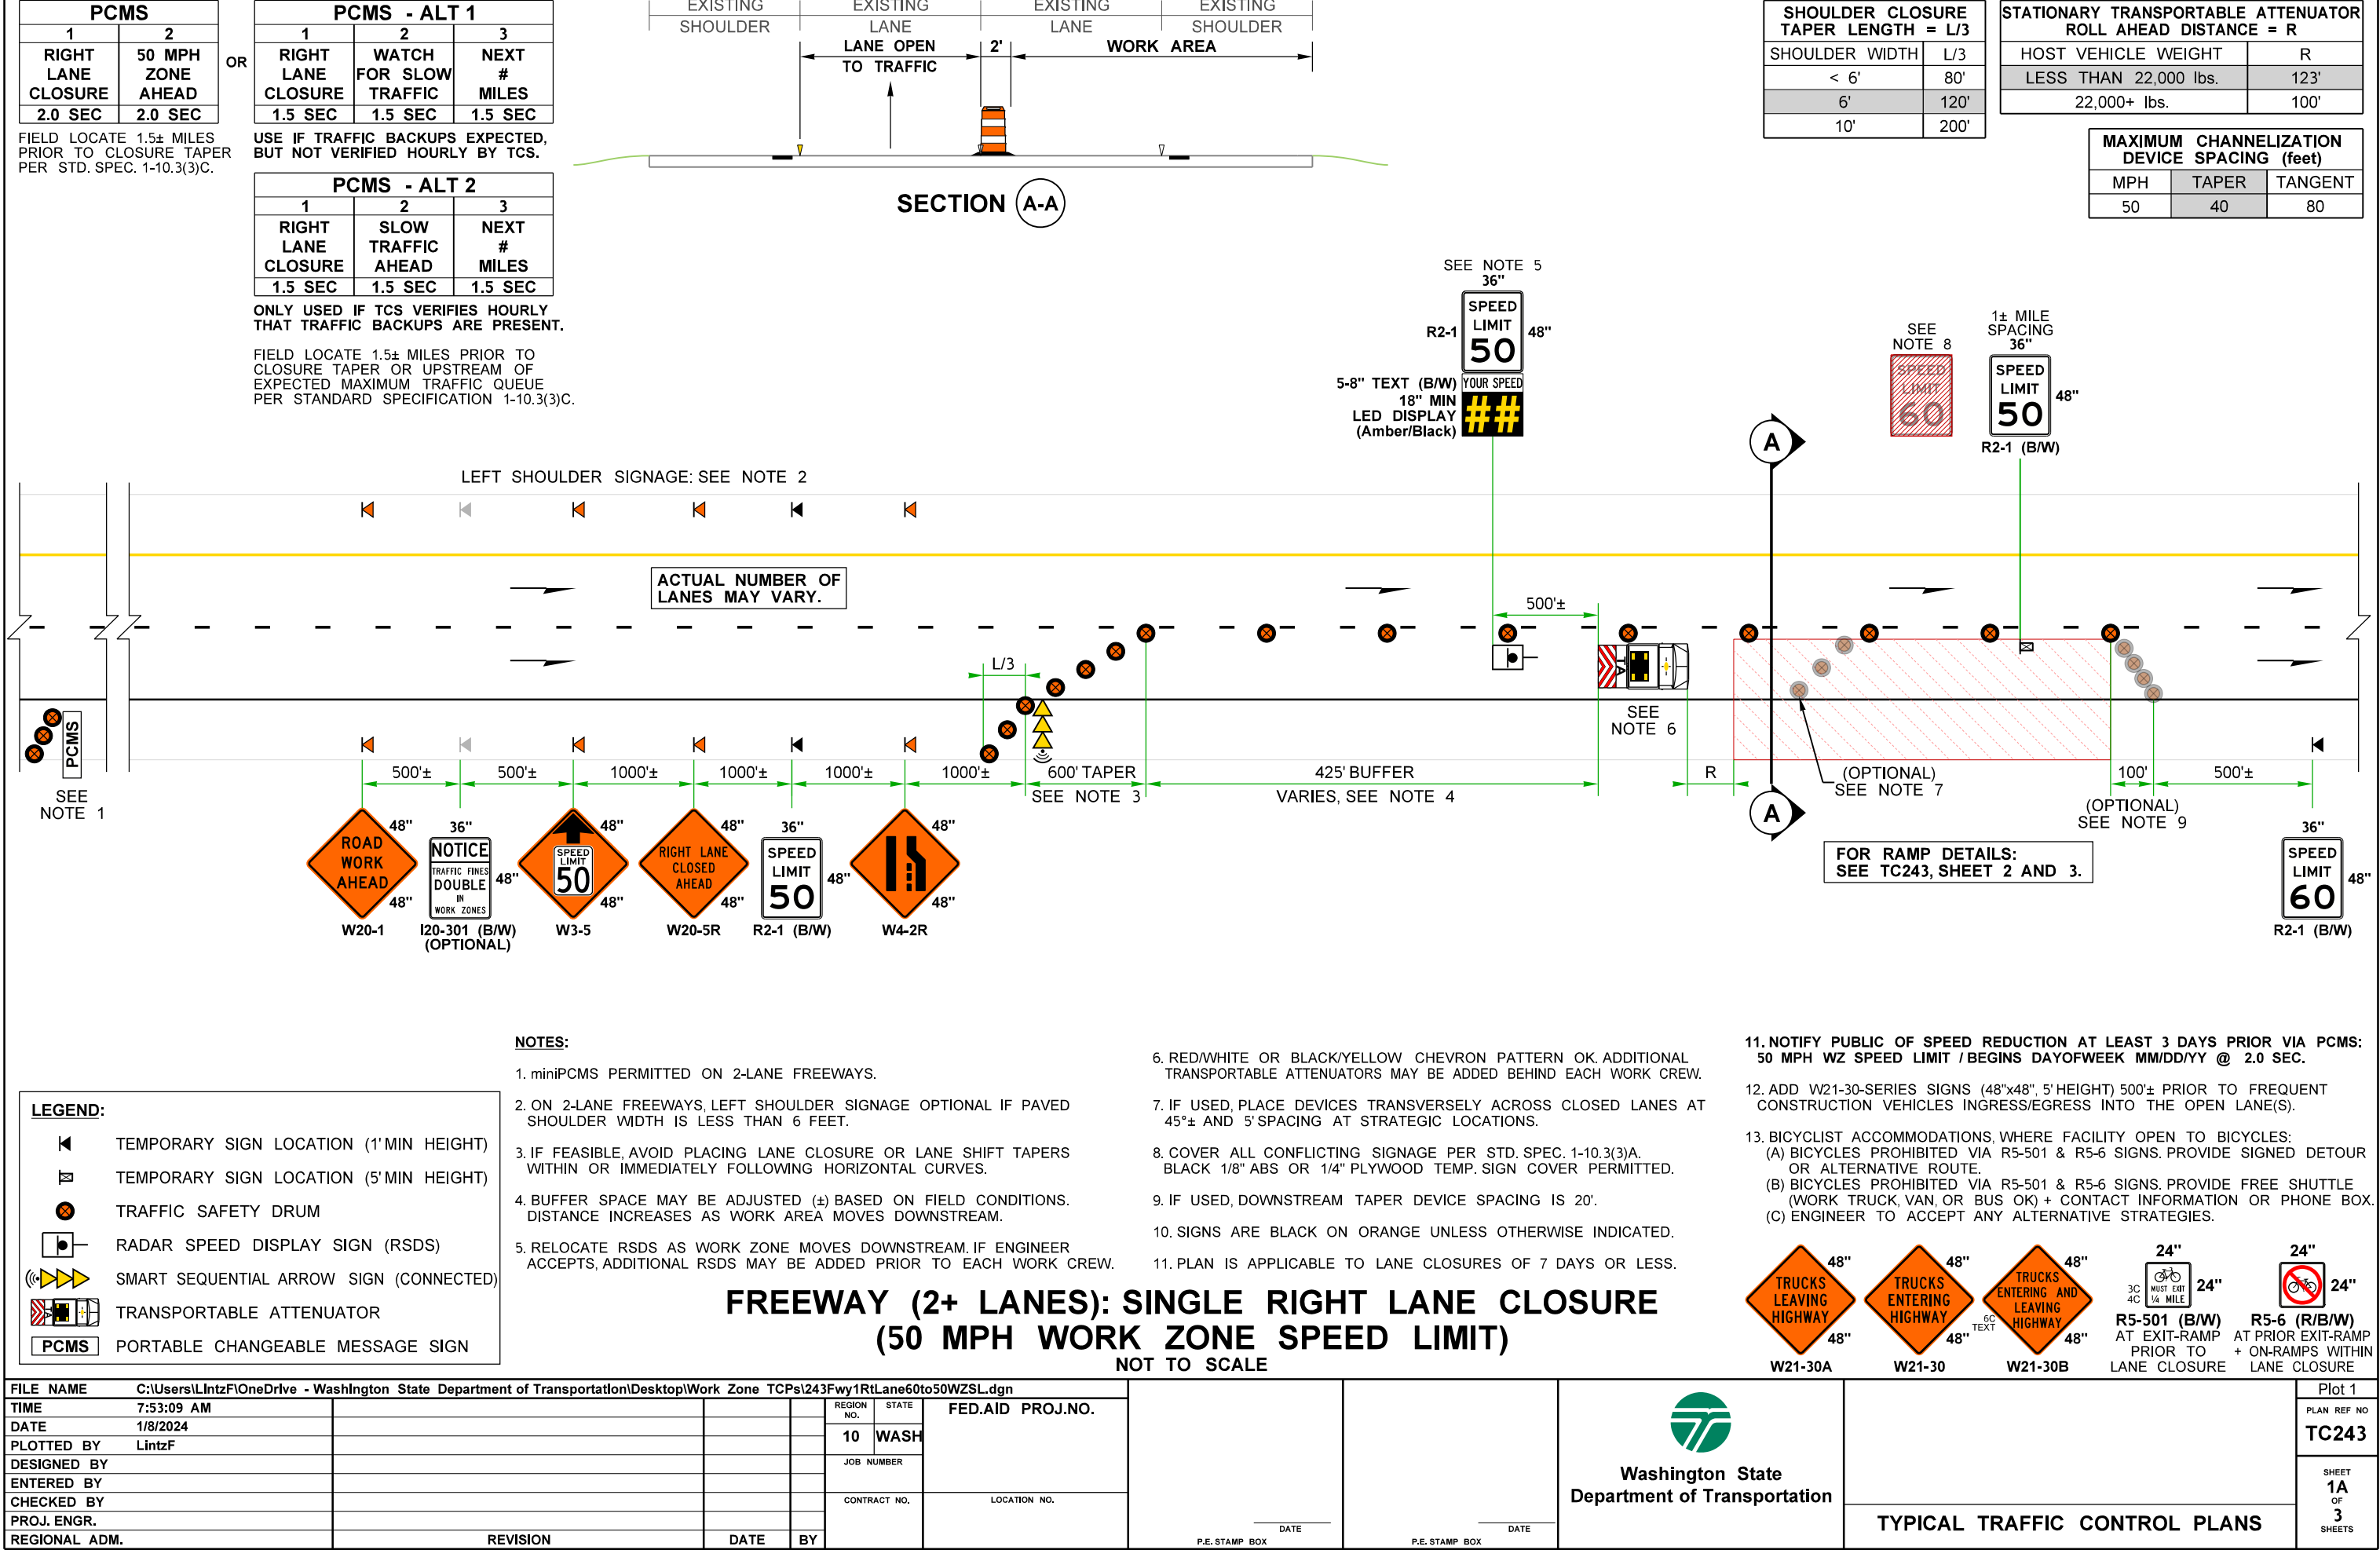 PCMS
1 2
RIGHT LANE CLOSURE
50 MPH ZONE AHEAD
2.0 SEC 2.0 SEC
FIELD LOCATE 1.5± MILES
PRIOR TO CLOSURE TAPER
PER STD. SPEC. 1-10.3(3)C.
OR
PCMS - ALT 1
1 2 3
RIGHT LANE CLOSURE
WATCH FOR SLOW TRAFFIC
NEXT # MILES
1.5 SEC 1.5 SEC 1.5 SEC
USE IF TRAFFIC BACKUPS EXPECTED,
BUT NOT VERIFIED HOURLY BY TCS.
PCMS - ALT 2
1 2 3
RIGHT LANE CLOSURE
SLOW TRAFFIC AHEAD
NEXT # MILES
1.5 SEC 1.5 SEC 1.5 SEC
ONLY USED IF TCS VERIFIES HOURLY
THAT TRAFFIC BACKUPS ARE PRESENT.
FIELD LOCATE 1.5± MILES PRIOR TO
CLOSURE TAPER OR UPSTREAM OF
EXPECTED MAXIMUM TRAFFIC QUEUE
PER STANDARD SPECIFICATION 1-10.3(3)C.
EXISTING EXISTING EXISTING EXISTING
SHOULDER LANE LANE SHOULDER
LANE OPEN 2' WORK AREA
TO TRAFFIC
SECTION A-A
SHOULDER CLOSURE
TAPER LENGTH = L/3
SHOULDER WIDTH L/3
< 6' 80'
6' 120'
10' 200'
STATIONARY TRANSPORTABLE ATTENUATOR
ROLL AHEAD DISTANCE = R
HOST VEHICLE WEIGHT R
LESS THAN 22,000 lbs. 123'
22,000+ lbs. 100'
MAXIMUM CHANNELIZATION
DEVICE SPACING (feet)
MPH TAPER TANGENT
50 40 80
SEE NOTE 5
36"
SPEED
R2-1 LIMIT 48"
50
5-8" TEXT (B/W) YOUR SPEED
18" MIN
LED DISPLAY ##
(Amber/Black)
SEE
NOTE 8
SPEED
LIMIT
60
1± MILE
SPACING
36"
SPEED
LIMIT 48"
50
R2-1 (B/W)
A
LEFT SHOULDER SIGNAGE: SEE NOTE 2
ACTUAL NUMBER OF
LANES MAY VARY.
500'±
L/3
PCMS
SEE
NOTE 1
500'± 500'± 1000'± 1000'± 1000'± 1000'± 600' TAPER 425' BUFFER
SEE NOTE 3 VARIES, SEE NOTE 4
SEE
NOTE 6
R
(OPTIONAL)
SEE NOTE 7
100' 500'±
(OPTIONAL)
SEE NOTE 9
A
FOR RAMP DETAILS:
SEE TC243, SHEET 2 AND 3.
ROAD
WORK
AHEAD
48"
48"
W20-1
36"
NOTICE
TRAFFIC FINES
DOUBLE
IN
WORK ZONES
48"
I20-301 (B/W)
(OPTIONAL)
SPEED
LIMIT
50
48"
48"
W3-5
RIGHT LANE
CLOSED
AHEAD
48"
48"
W20-5R
36"
SPEED
LIMIT
50
48"
R2-1 (B/W)
48"
48"
W4-2R
36"
SPEED
LIMIT
60
48"
R2-1 (B/W)
NOTES:
1. miniPCMS PERMITTED ON 2-LANE FREEWAYS.
2. ON 2-LANE FREEWAYS, LEFT SHOULDER SIGNAGE OPTIONAL IF PAVED
SHOULDER WIDTH IS LESS THAN 6 FEET.
3. IF FEASIBLE, AVOID PLACING LANE CLOSURE OR LANE SHIFT TAPERS
WITHIN OR IMMEDIATELY FOLLOWING HORIZONTAL CURVES.
4. BUFFER SPACE MAY BE ADJUSTED (±) BASED ON FIELD CONDITIONS.
DISTANCE INCREASES AS WORK AREA MOVES DOWNSTREAM.
5. RELOCATE RSDS AS WORK ZONE MOVES DOWNSTREAM. IF ENGINEER
ACCEPTS, ADDITIONAL RSDS MAY BE ADDED PRIOR TO EACH WORK CREW.
6. RED/WHITE OR BLACK/YELLOW CHEVRON PATTERN OK. ADDITIONAL
TRANSPORTABLE ATTENUATORS MAY BE ADDED BEHIND EACH WORK CREW.
7. IF USED, PLACE DEVICES TRANSVERSELY ACROSS CLOSED LANES AT
45°± AND 5' SPACING AT STRATEGIC LOCATIONS.
8. COVER ALL CONFLICTING SIGNAGE PER STD. SPEC. 1-10.3(3)A.
BLACK 1/8" ABS OR 1/4" PLYWOOD TEMP. SIGN COVER PERMITTED.
9. IF USED, DOWNSTREAM TAPER DEVICE SPACING IS 20'.
10. SIGNS ARE BLACK ON ORANGE UNLESS OTHERWISE INDICATED.
11. PLAN IS APPLICABLE TO LANE CLOSURES OF 7 DAYS OR LESS.
11. NOTIFY PUBLIC OF SPEED REDUCTION AT LEAST 3 DAYS PRIOR VIA PCMS:
50 MPH WZ SPEED LIMIT / BEGINS DAYOFWEEK MM/DD/YY @ 2.0 SEC.
12. ADD W21-30-SERIES SIGNS (48"x48", 5' HEIGHT) 500'± PRIOR TO FREQUENT
CONSTRUCTION VEHICLES INGRESS/EGRESS INTO THE OPEN LANE(S).
13. BICYCLIST ACCOMMODATIONS, WHERE FACILITY OPEN TO BICYCLES:
(A) BICYCLES PROHIBITED VIA R5-501 & R5-6 SIGNS. PROVIDE SIGNED DETOUR
OR ALTERNATIVE ROUTE.
(B) BICYCLES PROHIBITED VIA R5-501 & R5-6 SIGNS. PROVIDE FREE SHUTTLE
(WORK TRUCK, VAN, OR BUS OK) + CONTACT INFORMATION OR PHONE BOX.
(C) ENGINEER TO ACCEPT ANY ALTERNATIVE STRATEGIES.
LEGEND:
TEMPORARY SIGN LOCATION (1' MIN HEIGHT)
TEMPORARY SIGN LOCATION (5' MIN HEIGHT)
TRAFFIC SAFETY DRUM
RADAR SPEED DISPLAY SIGN (RSDS)
SMART SEQUENTIAL ARROW SIGN (CONNECTED)
TRANSPORTABLE ATTENUATOR
PCMS PORTABLE CHANGEABLE MESSAGE SIGN
FREEWAY (2+ LANES): SINGLE RIGHT LANE CLOSURE
(50 MPH WORK ZONE SPEED LIMIT)
NOT TO SCALE
TRUCKS
LEAVING
HIGHWAY
48"
48"
W21-30A
TRUCKS
ENTERING
HIGHWAY
48"
48"
W21-30
6C
TEXT
TRUCKS
ENTERING AND
LEAVING
HIGHWAY
48"
48"
W21-30B
24"
3C
4C
MUST EXIT
¼ MILE
24"
R5-501 (B/W)
AT EXIT-RAMP
PRIOR TO
LANE CLOSURE
24"
24"
R5-6 (R/B/W)
AT PRIOR EXIT-RAMP
+ ON-RAMPS WITHIN
LANE CLOSURE
FILE NAME C:\Users\LintzF\OneDrive - Washington State Department of Transportation\Desktop\Work Zone TCPs\243Fwy1RtLane60to50WZSL.dgn
TIME 7:53:09 AM
DATE 1/8/2024
PLOTTED BY LintzF
DESIGNED BY
ENTERED BY
CHECKED BY
PROJ. ENGR.
REGIONAL ADM. REVISION DATE BY
REGION NO. STATE FED.AID PROJ.NO.
10 WASH
JOB NUMBER
CONTRACT NO. LOCATION NO.
DATE
P.E. STAMP BOX
DATE
P.E. STAMP BOX
Washington State
Department of Transportation
TYPICAL TRAFFIC CONTROL PLANS
Plot 1
PLAN REF NO
TC243
SHEET
1A
OF
3
SHEETS